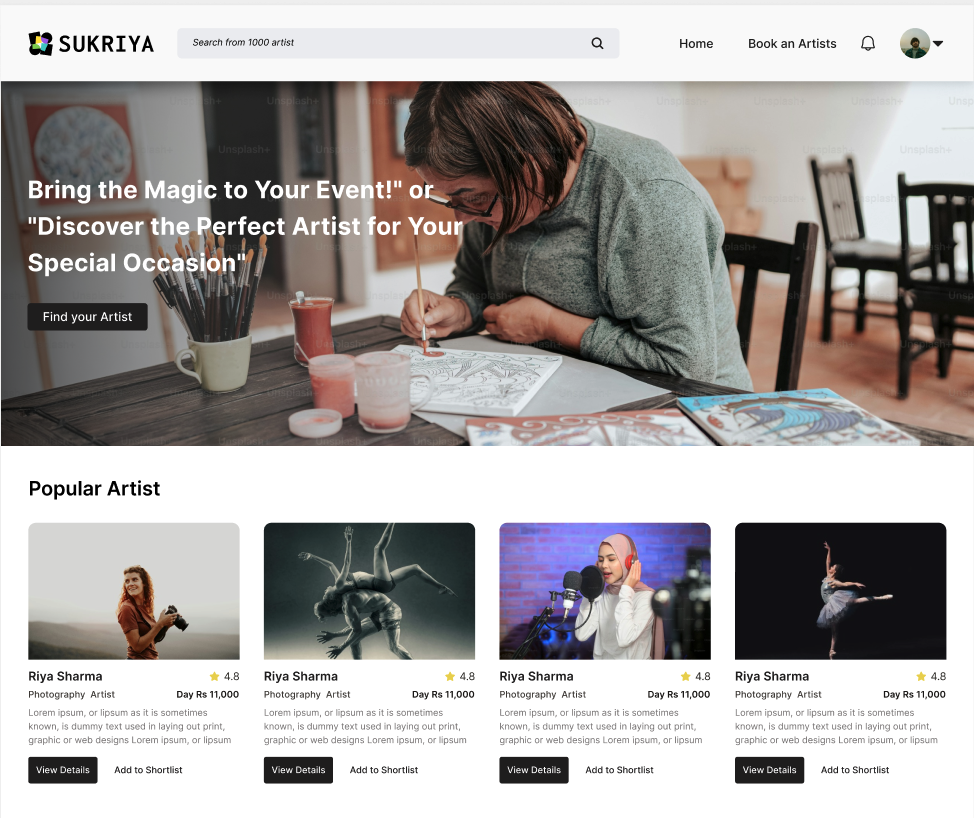 SUKRIYA
Search from 1000 artist
Home
Book an Artists
Unsplash+
Bring the Magic to Your Event!" or
"Discover the Perfect Artist for Your
Special Occasion"
Find your Artist
Popular Artist
Riya Sharma 4.8
Photography Artist Day Rs 11,000
Lorem ipsum, or lipsum as it is sometimes
known, is dummy text used in laying out print,
graphic or web designs Lorem ipsum, or lipsum
View Details Add to Shortlist
Riya Sharma 4.8
Photography Artist Day Rs 11,000
Lorem ipsum, or lipsum as it is sometimes
known, is dummy text used in laying out print,
graphic or web designs Lorem ipsum, or lipsum
View Details Add to Shortlist
Riya Sharma 4.8
Photography Artist Day Rs 11,000
Lorem ipsum, or lipsum as it is sometimes
known, is dummy text used in laying out print,
graphic or web designs Lorem ipsum, or lipsum
View Details Add to Shortlist
Riya Sharma 4.8
Photography Artist Day Rs 11,000
Lorem ipsum, or lipsum as it is sometimes
known, is dummy text used in laying out print,
graphic or web designs Lorem ipsum, or lipsum
View Details Add to Shortlist